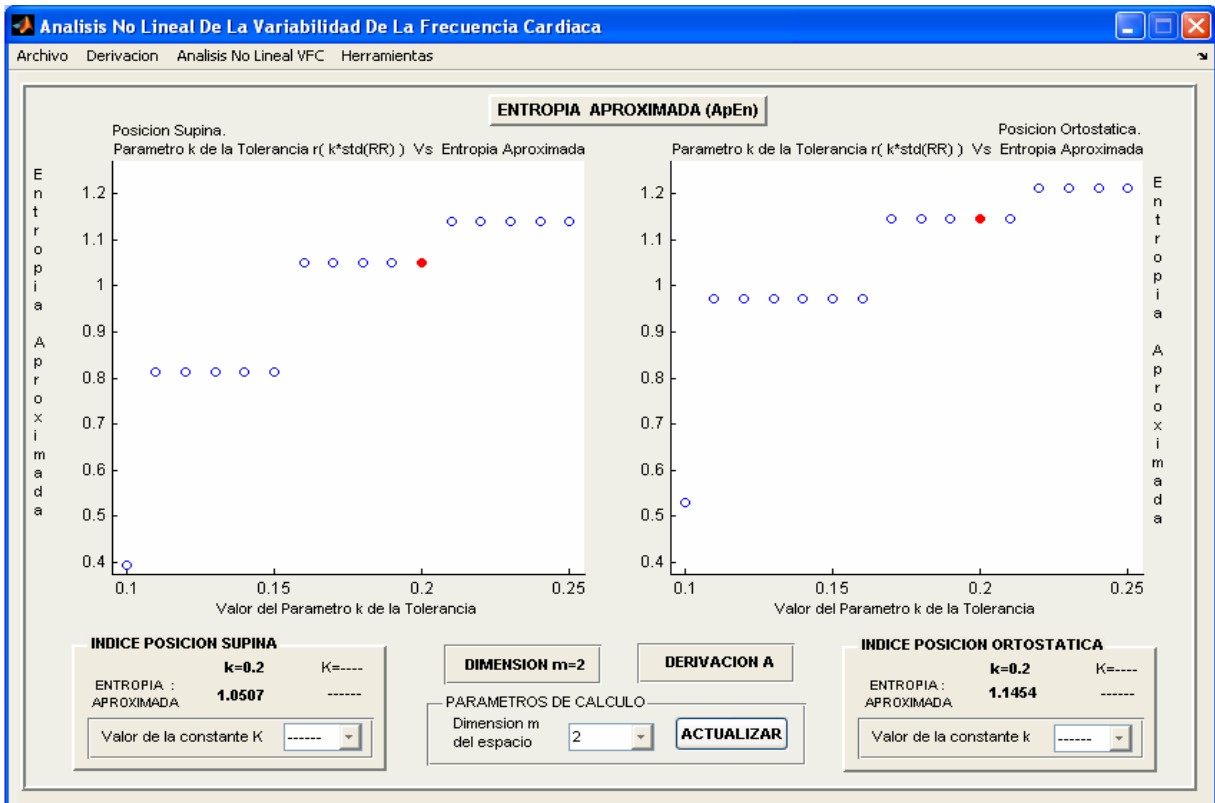 Analisis No Lineal De La Variabilidad De La Frecuencia Cardiaca
Archivo Derivacion Analisis No Lineal VFC Herramientas
ENTROPIA APROXIMADA (ApEn)
Posicion Supina.
Parametro k de la Tolerancia r( k*std(RR) ) Vs Entropia Aproximada
Entropia Aproximada
1.2
1.1
1
0.9
0.8
0.7
0.6
0.5
0.4
0.1 0.15 0.2 0.25
Valor del Parametro k de la Tolerancia
Posicion Ortostatica.
Parametro k de la Tolerancia r( k*std(RR) ) Vs Entropia Aproximada
1.2
1.1
1
0.9
0.8
0.7
0.6
0.5
0.4
0.1 0.15 0.2 0.25
Valor del Parametro k de la Tolerancia
Entropia Aproximada
INDICE POSICION SUPINA
k=0.2 K=----
ENTROPIA :
APROXIMADA
1.0507 ------
Valor de la constante K ------
DIMENSION m=2
DERIVACION A
PARAMETROS DE CALCULO
Dimension m
del espacio
2
ACTUALIZAR
INDICE POSICION ORTOSTATICA
k=0.2 K=----
ENTROPIA :
APROXIMADA
1.1454 ------
Valor de la constante k ------